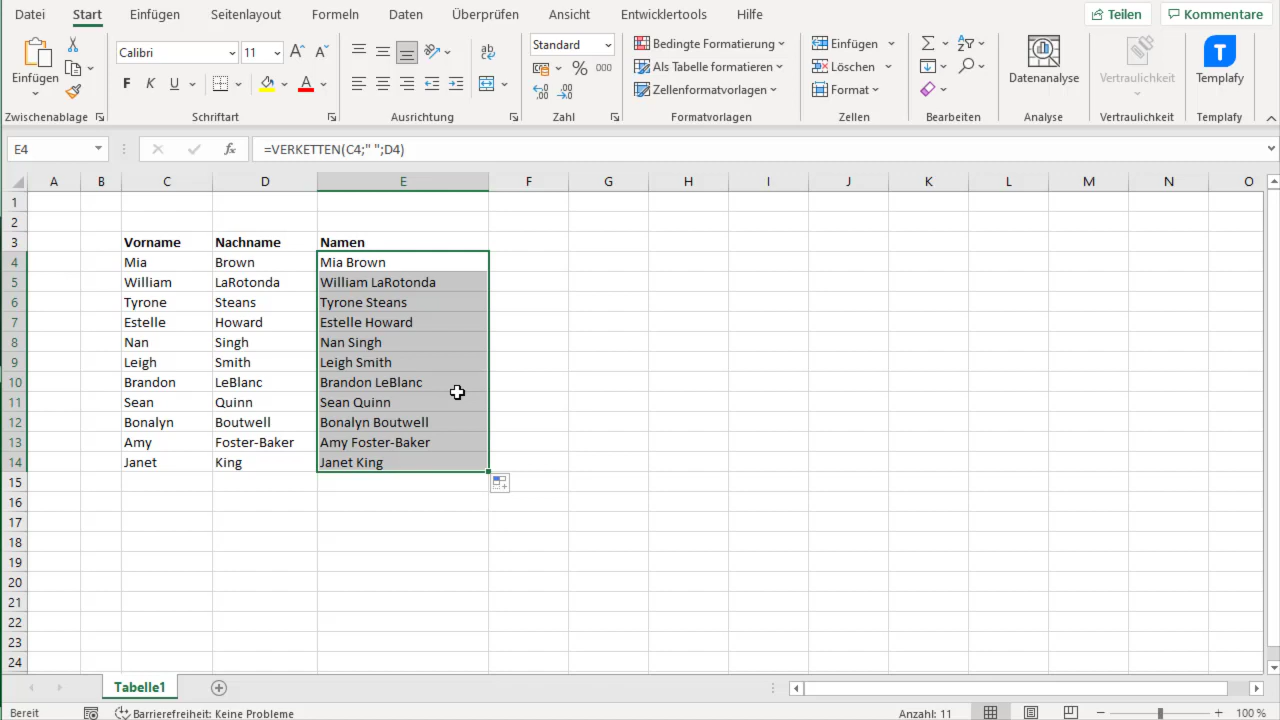 Datei Start Einfügen Seitenlayout Formeln Daten Überprüfen Ansicht Entwicklertools Hilfe Teilen Kommentare
Einfügen
Zwischenablage
Calibri 11
F K U
Schriftart
ab
Ausrichtung
Standard
% 000
Zahl
Bedingte Formatierung
Als Tabelle formatieren
Zellenformatvorlagen
Formatvorlagen
Einfügen
Löschen
Format
Zellen
Bearbeiten
Datenanalyse
Analyse
Vertraulichkeit
Vertraulichkeit
Templafy
Templafy
E4 fx =VERKETTEN(C4;" ";D4)
A B C D E F G H I J K L M N O
1
2
3 Vorname Nachname Namen
4 Mia Brown Mia Brown
5 William LaRotonda William LaRotonda
6 Tyrone Steans Tyrone Steans
7 Estelle Howard Estelle Howard
8 Nan Singh Nan Singh
9 Leigh Smith Leigh Smith
10 Brandon LeBlanc Brandon LeBlanc
11 Sean Quinn Sean Quinn
12 Bonalyn Boutwell Bonalyn Boutwell
13 Amy Foster-Baker Amy Foster-Baker
14 Janet King Janet King
15
16
17
18
19
20
21
22
23
24
Tabelle1
Bereit Barrierefreiheit: Keine Probleme Anzahl: 11 100 %